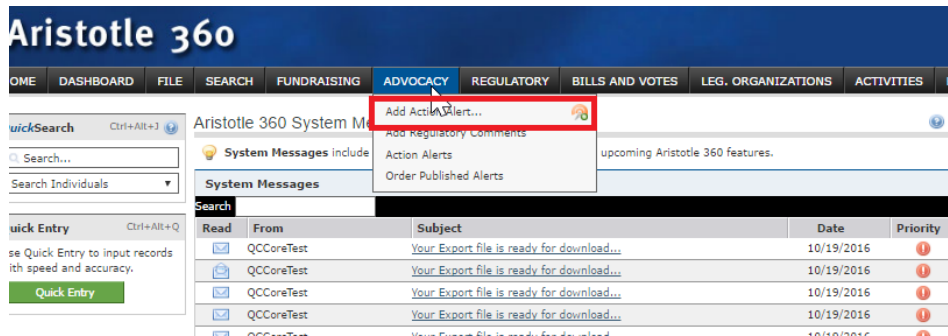 Aristotle 360
OME DASHBOARD FILE SEARCH FUNDRAISING ADVOCACY REGULATORY BILLS AND VOTES LEG. ORGANIZATIONS ACTIVITIES
uickSearch Ctrl+Alt+J
Search...
Search Individuals
uick Entry Ctrl+Alt+Q
se Quick Entry to input records
ith speed and accuracy.
Quick Entry
Aristotle 360 System Me
System Messages include upcoming Aristotle 360 features.
Add Action Alert...
Add Regulatory Comments
Action Alerts
Order Published Alerts
System Messages
Search
Read From Subject Date Priority
QCCoreTest Your Export file is ready for download... 10/19/2016
QCCoreTest Your Export file is ready for download... 10/19/2016
QCCoreTest Your Export file is ready for download... 10/19/2016
QCCoreTest Your Export file is ready for download... 10/19/2016